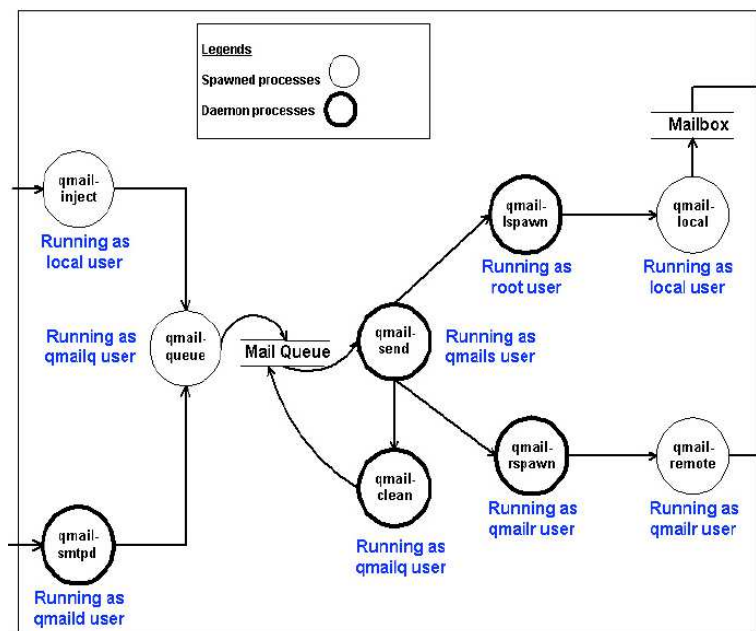 Legends
Spawned processes
Daemon processes
Mailbox
qmail-
inject
Running as
local user
qmail-
lspawn
Running as
root user
qmail-
local
Running as
local user
Running as
qmailq user
qmail-
queue
Mail Queue
qmail-
send
Running as
qmails user
qmail-
clean
Running as
qmailq user
qmail-
rspawn
Running as
qmailr user
qmail-
remote
Running as
qmailr user
qmail-
smtpd
Running as
qmaild user